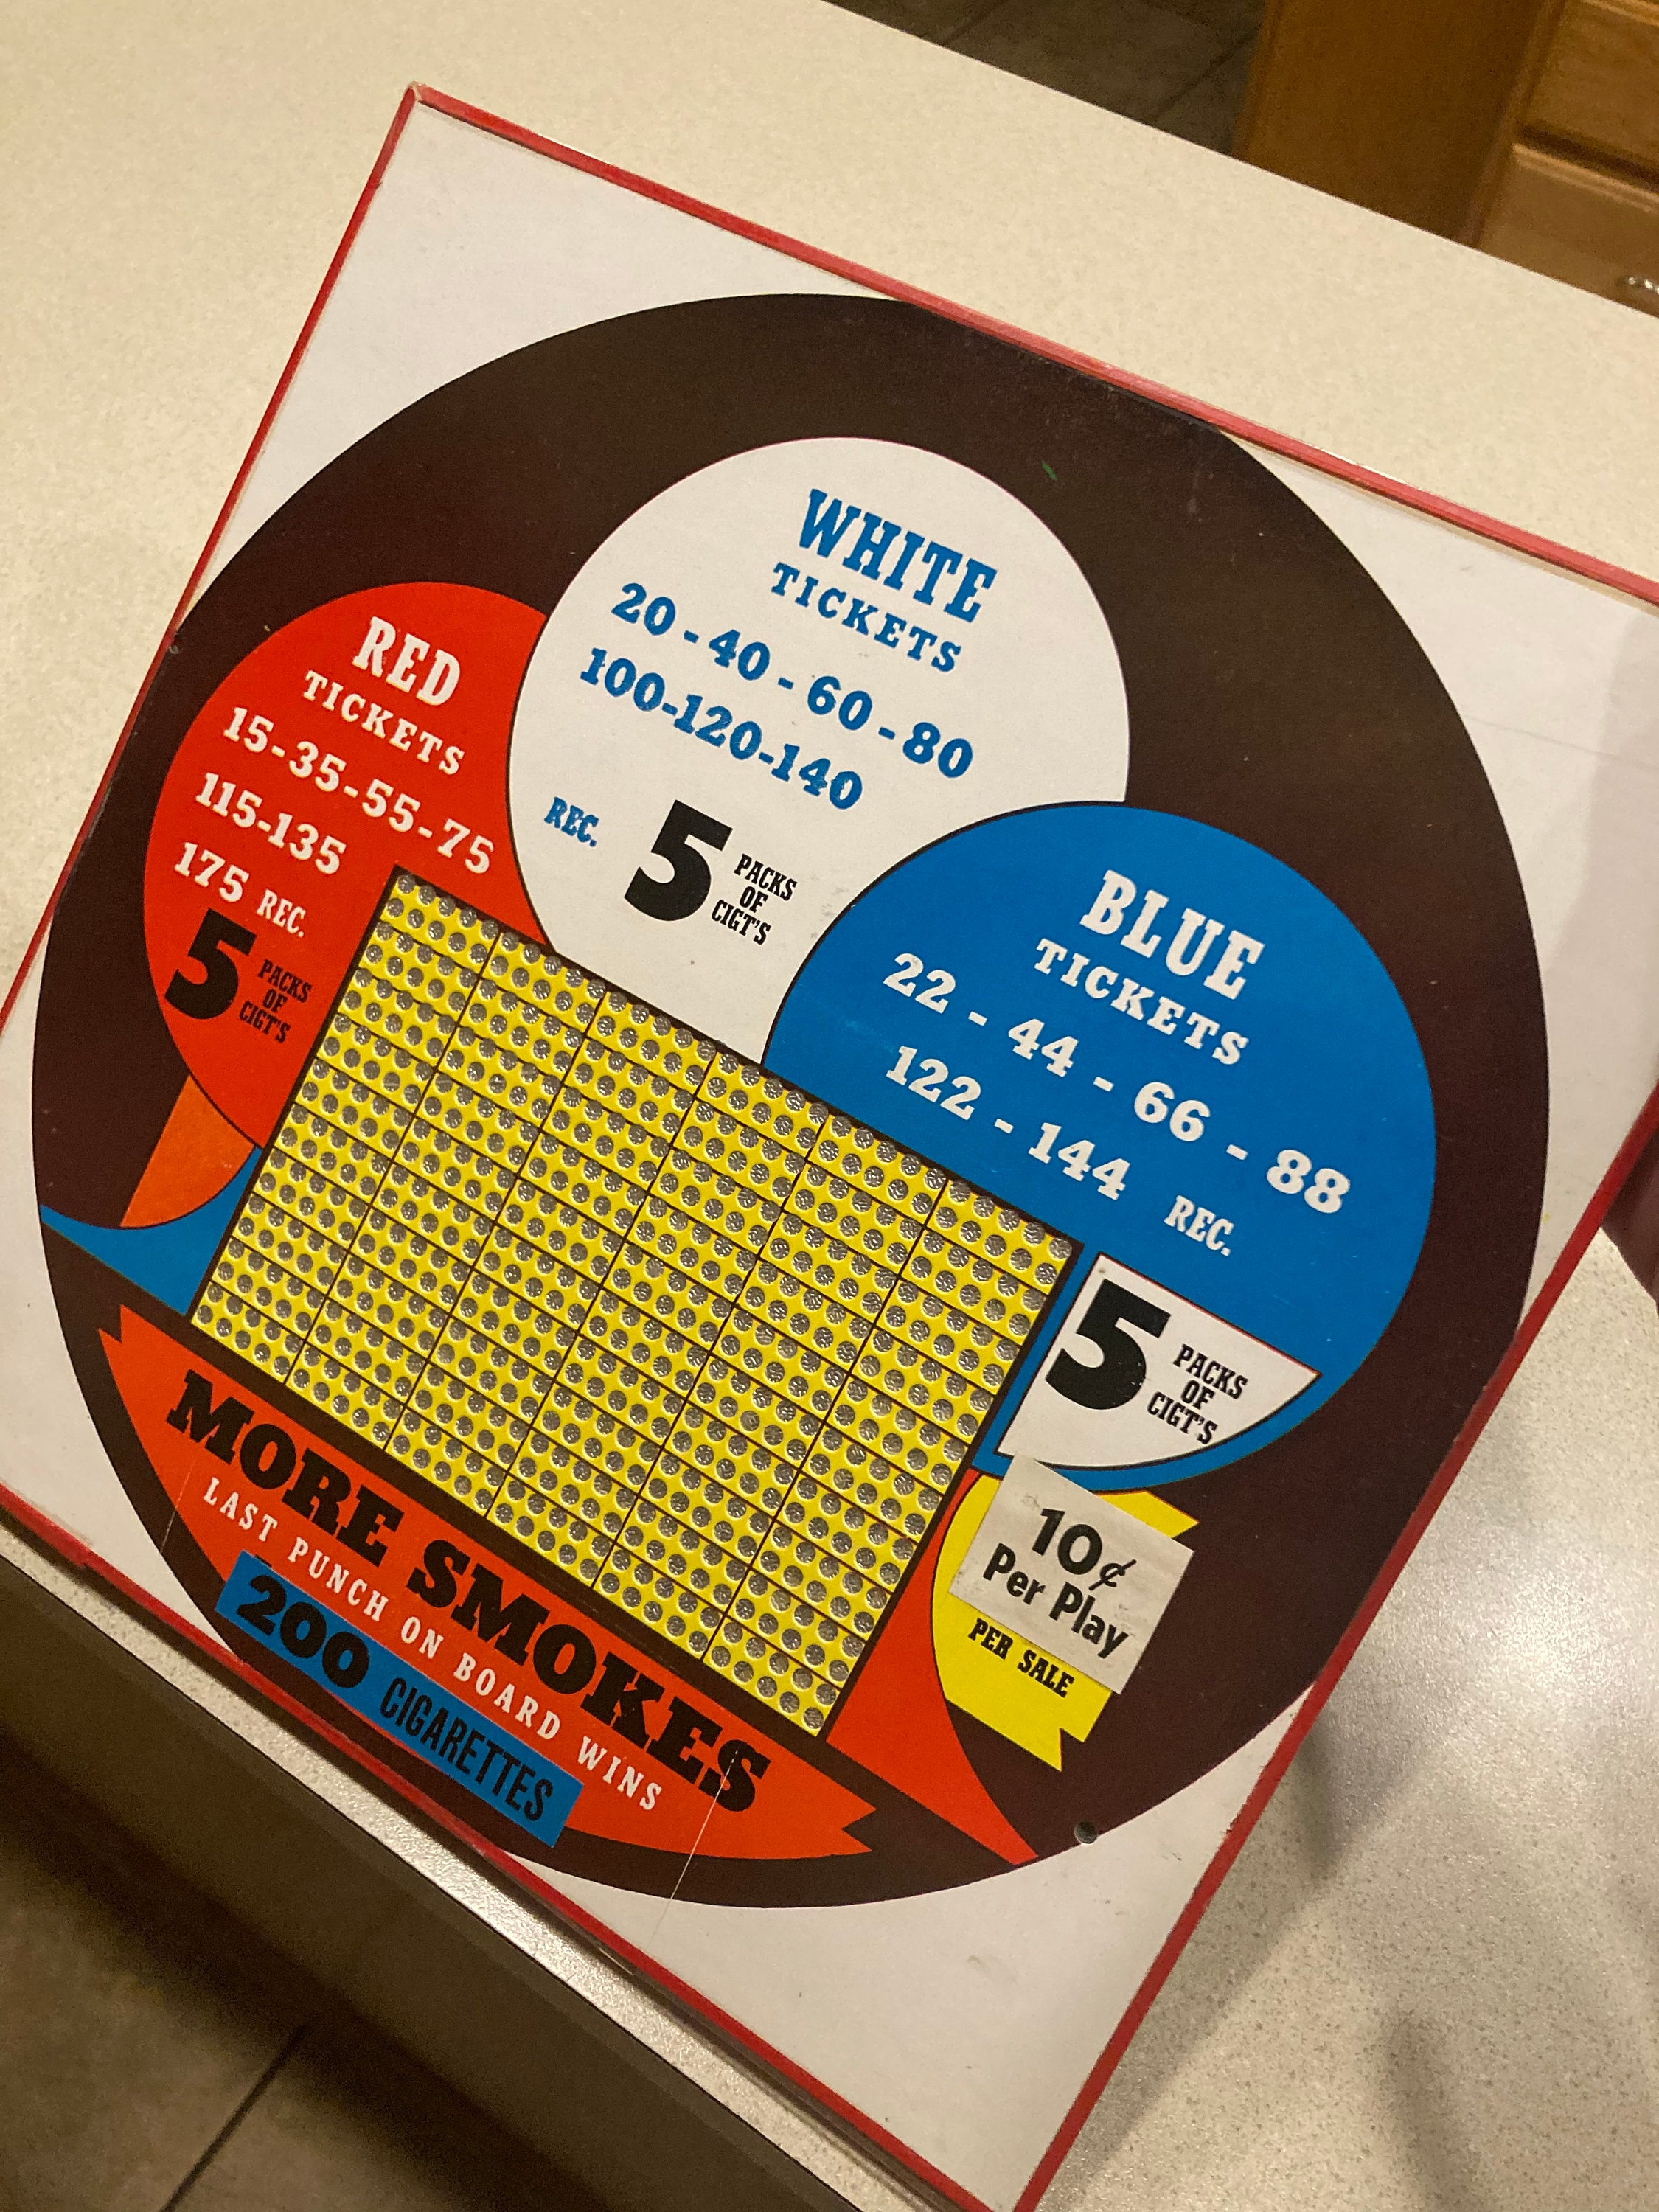 WHITE
TICKETS
20 - 40 - 60 - 80
100-120-140
REC. 5 PACKS
OF
CIGT'S
RED
TICKETS
15-35-55-75
115-135
175 REC.
5 PACKS
OF
CIGT'S
BLUE
TICKETS
22 - 44 - 66 - 88
122 - 144 REC.
5 PACKS
OF
CIGT'S
10¢
Per Play
PER SALE
MORE SMOKES
LAST PUNCH ON BOARD WINS
200 CIGARETTES